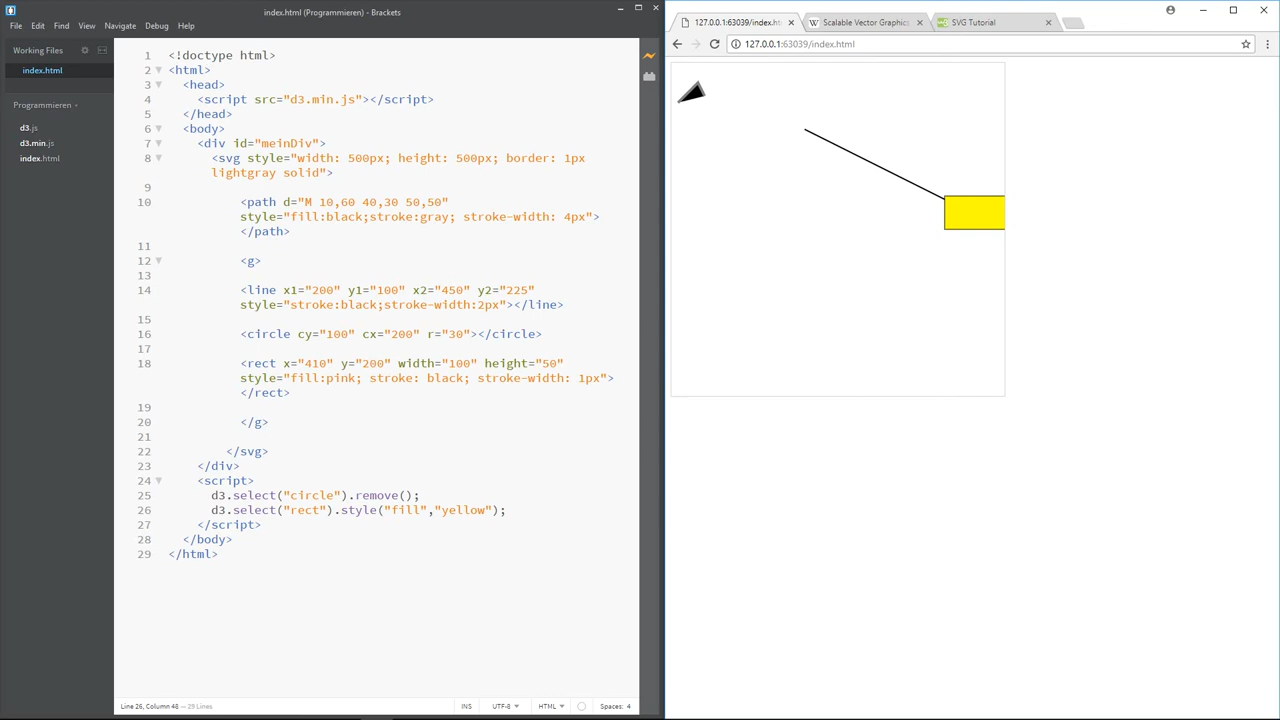 index.html (Programmieren) - Brackets
File Edit Find View Navigate Debug Help
Working Files
index.html
Programmieren
d3.js
d3.min.js
index.html
1 <!doctype html>
2 <html>
3 <head>
4 <script src="d3.min.js"></script>
5 </head>
6 <body>
7 <div id="meinDiv">
8 <svg style="width: 500px; height: 500px; border: 1px
lightgray solid">
9
10 <path d="M 10,60 40,30 50,50"
style="fill:black;stroke:gray; stroke-width: 4px">
</path>
11
12 <g>
13
14 <line x1="200" y1="100" x2="450" y2="225"
style="stroke:black;stroke-width:2px"></line>
15
16 <circle cy="100" cx="200" r="30"></circle>
17
18 <rect x="410" y="200" width="100" height="50"
style="fill:pink; stroke: black; stroke-width: 1px">
</rect>
19
20 </g>
21
22 </svg>
23 </div>
24 <script>
25 d3.select("circle").remove();
26 d3.select("rect").style("fill","yellow");
27 </script>
28 </body>
29 </html>
Line 26, Column 48 — 29 Lines
INS UTF-8 HTML Spaces: 4
127.0.0.1:63039/index.ht
Scalable Vector Graphics
SVG Tutorial
127.0.0.1:63039/index.html